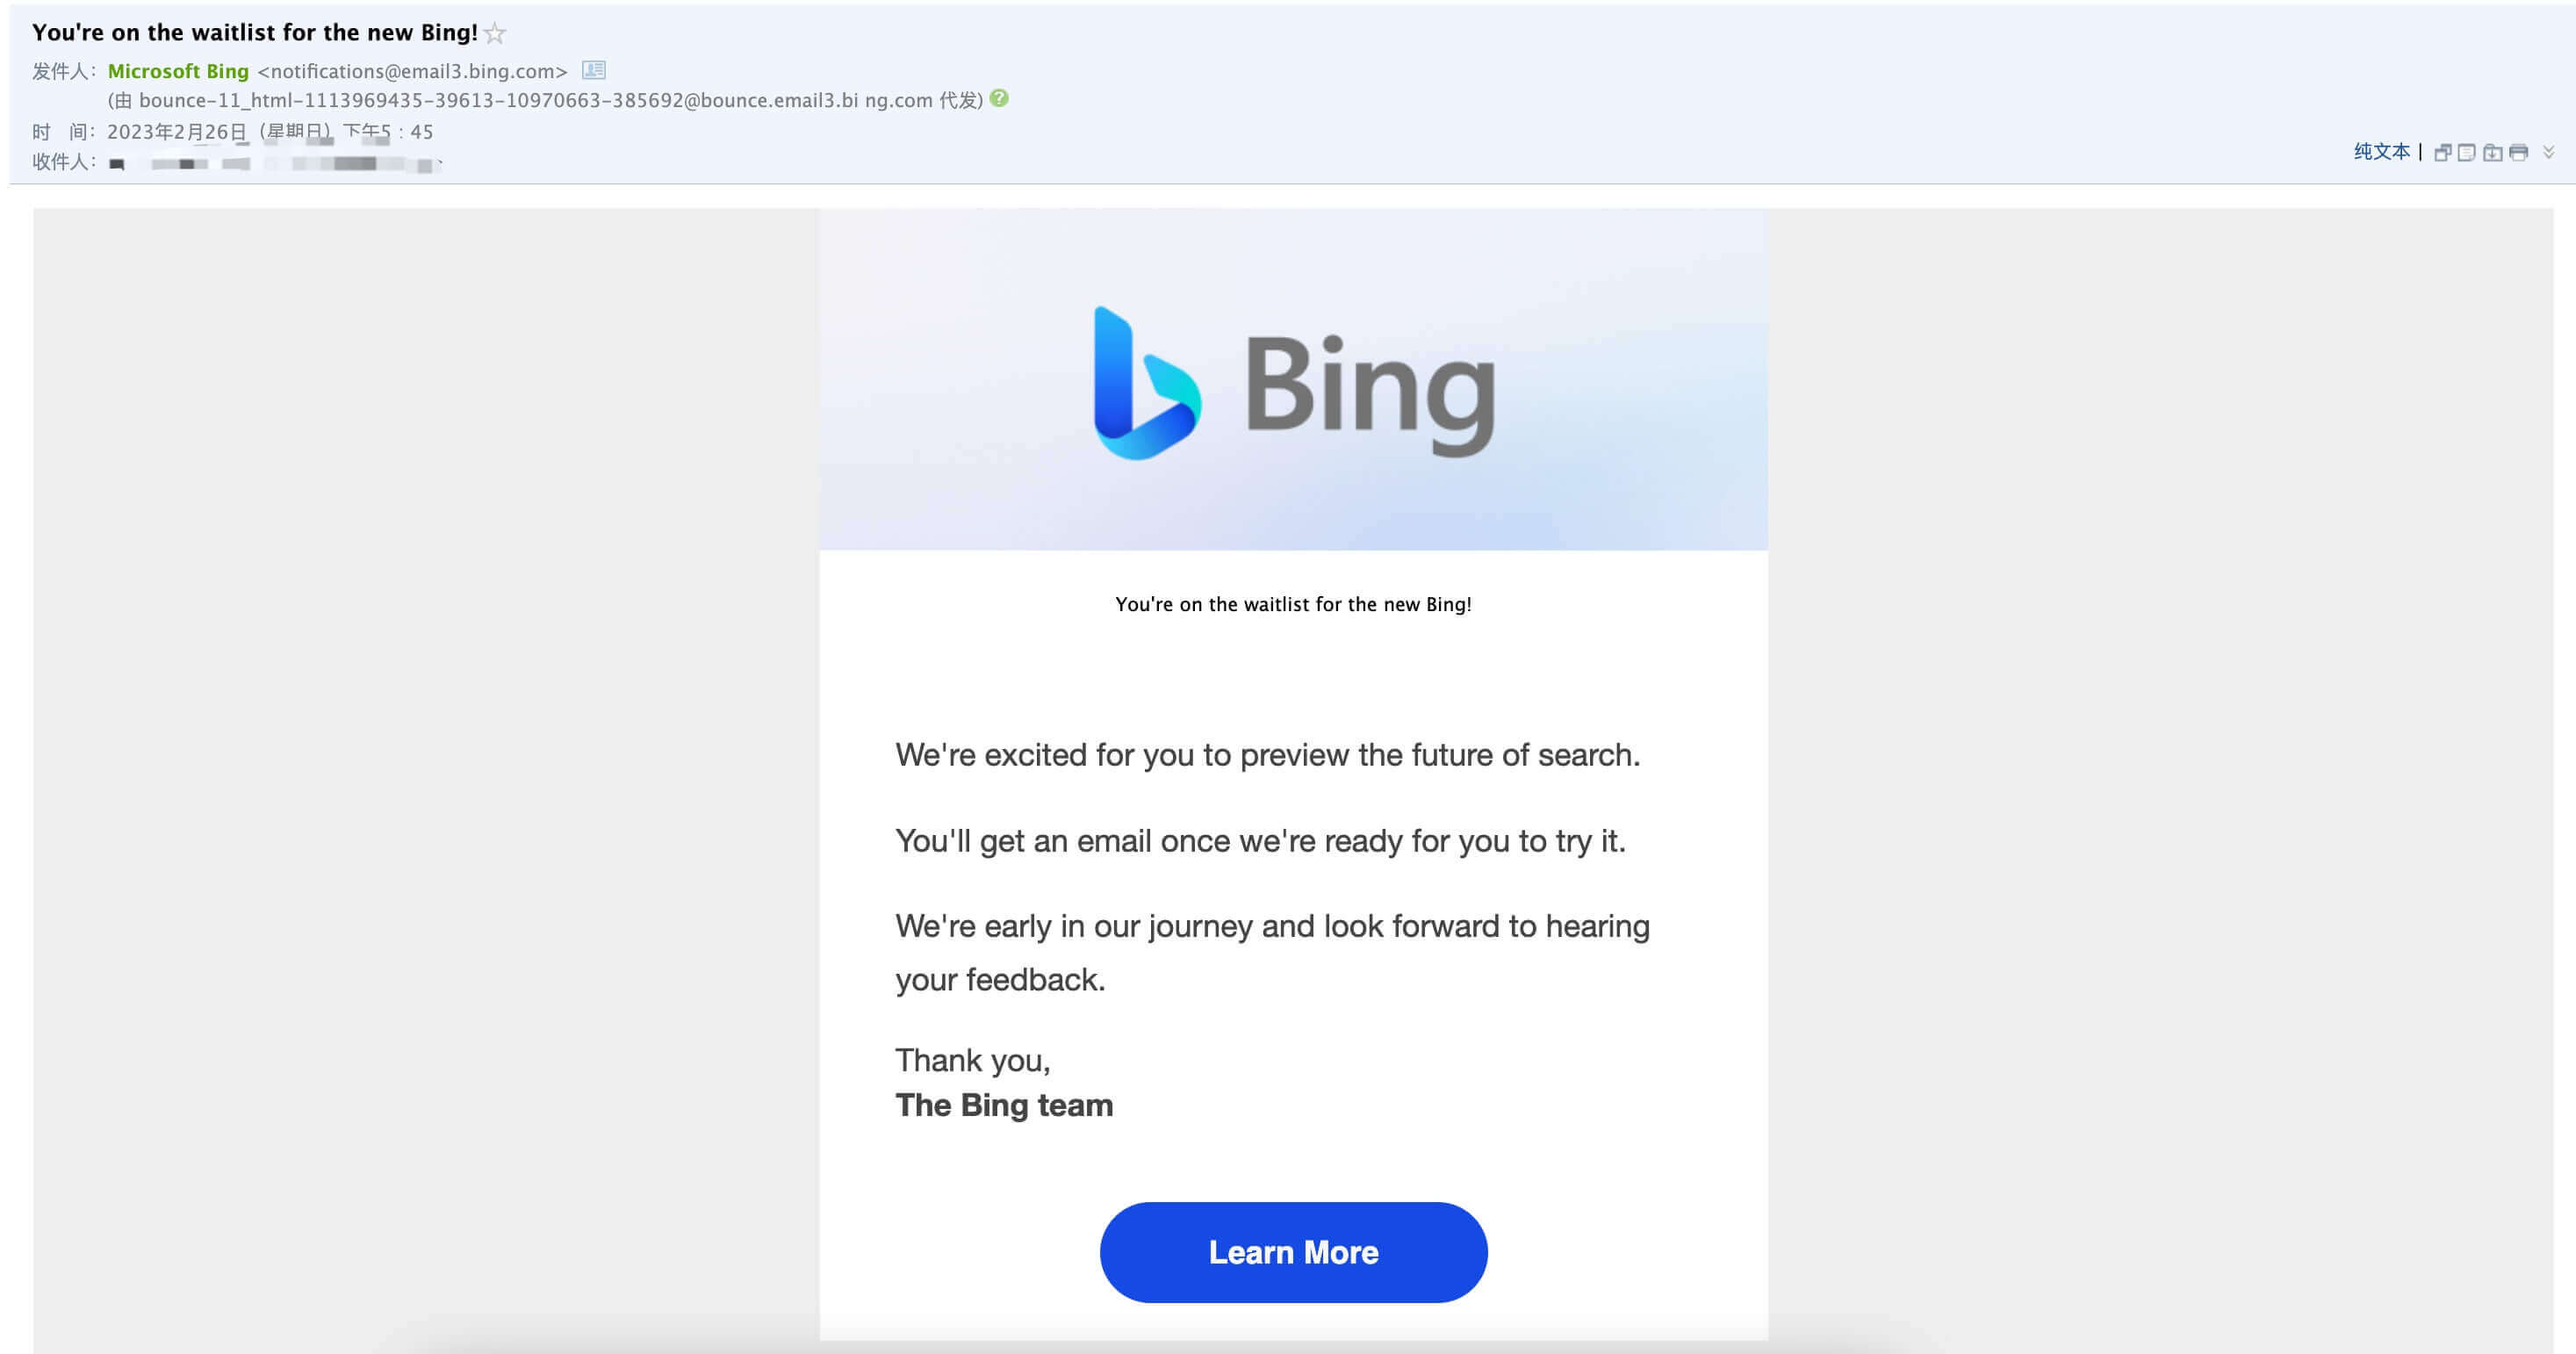 You're on the waitlist for the new Bing!
发件人： Microsoft Bing <notifications@email3.bing.com>
(由 bounce-11_html-1113969435-39613-10970663-385692@bounce.email3.bi ng.com 代发)
时 间： 2023年2月26日 (星期日) 下午5 : 45
收件人：
纯文本 |
Bing
You're on the waitlist for the new Bing!
We're excited for you to preview the future of search.
You'll get an email once we're ready for you to try it.
We're early in our journey and look forward to hearing
your feedback.
Thank you,
The Bing team
Learn More